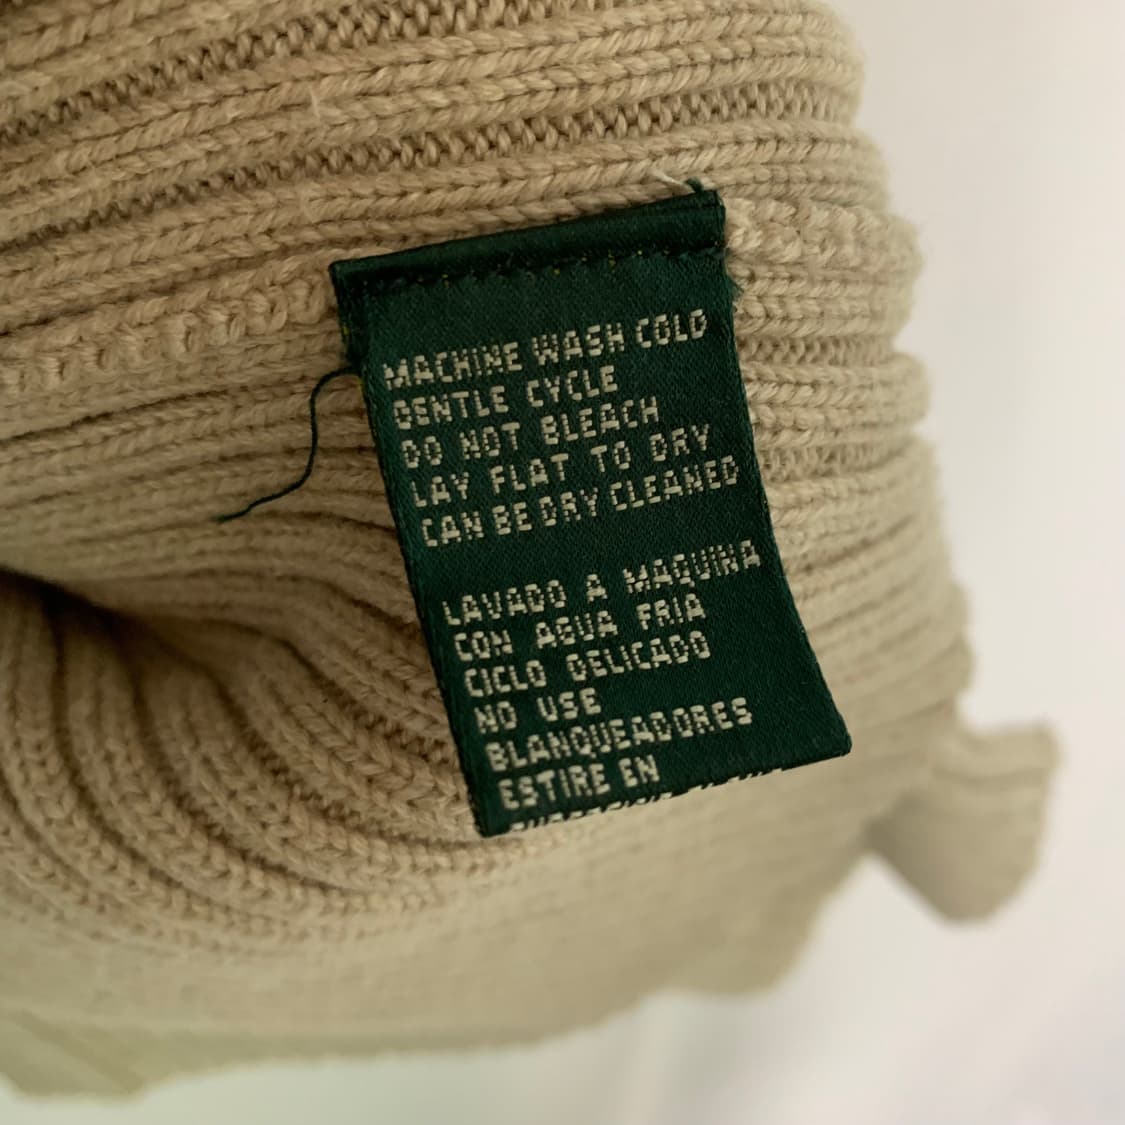 MACHINE WASH COLD
GENTLE CYCLE
DO NOT BLEACH
LAY FLAT TO DRY
CAN BE DRY CLEANED
LAVADO A MAQUINA
CON AGUA FRIA
CICLO DELICADO
NO USE
BLANQUEADORES
ESTIRE EN